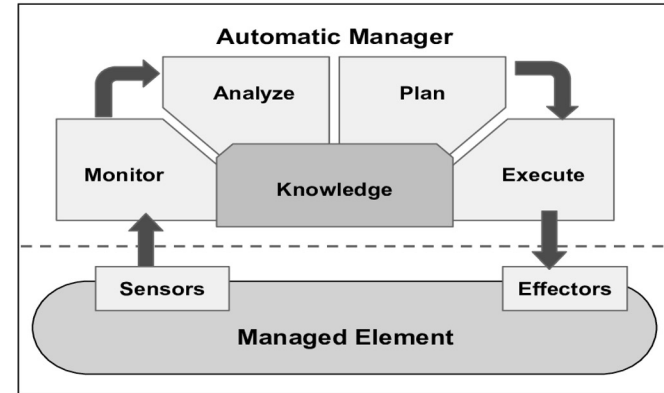 Automatic Manager
Analyze
Plan
Monitor
Knowledge
Execute
Sensors
Effectors
Managed Element